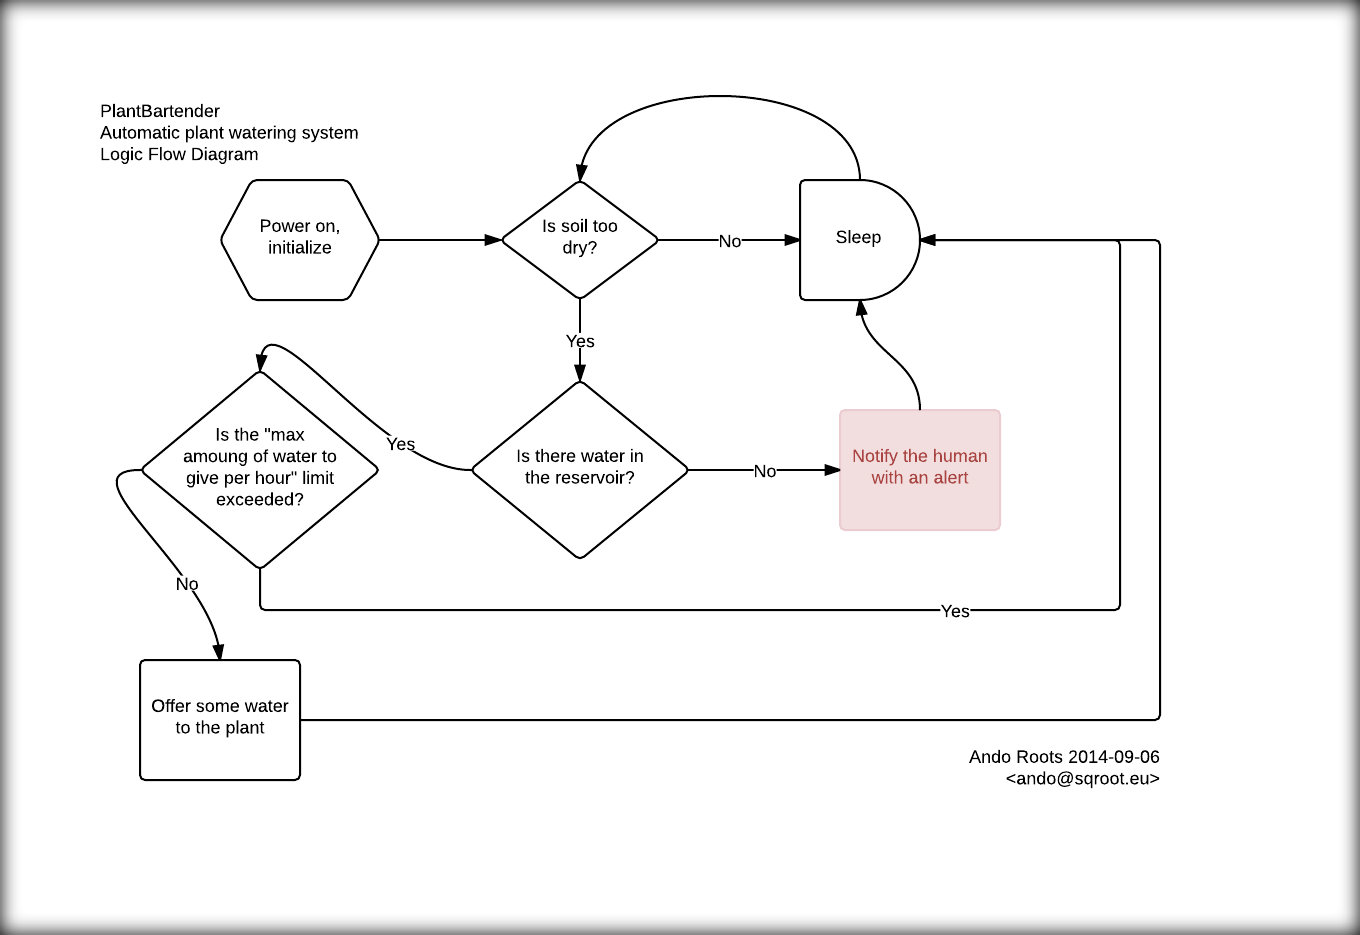 PlantBartender
Automatic plant watering system
Logic Flow Diagram
Power on,
initialize
Is soil too
dry?
No
Sleep
Yes
Is the "max
amoung of water to
give per hour" limit
exceeded?
Yes
Is there water in
the reservoir?
No
Notify the human
with an alert
No
Yes
Offer some water
to the plant
Ando Roots 2014-09-06
<ando@sqroot.eu>